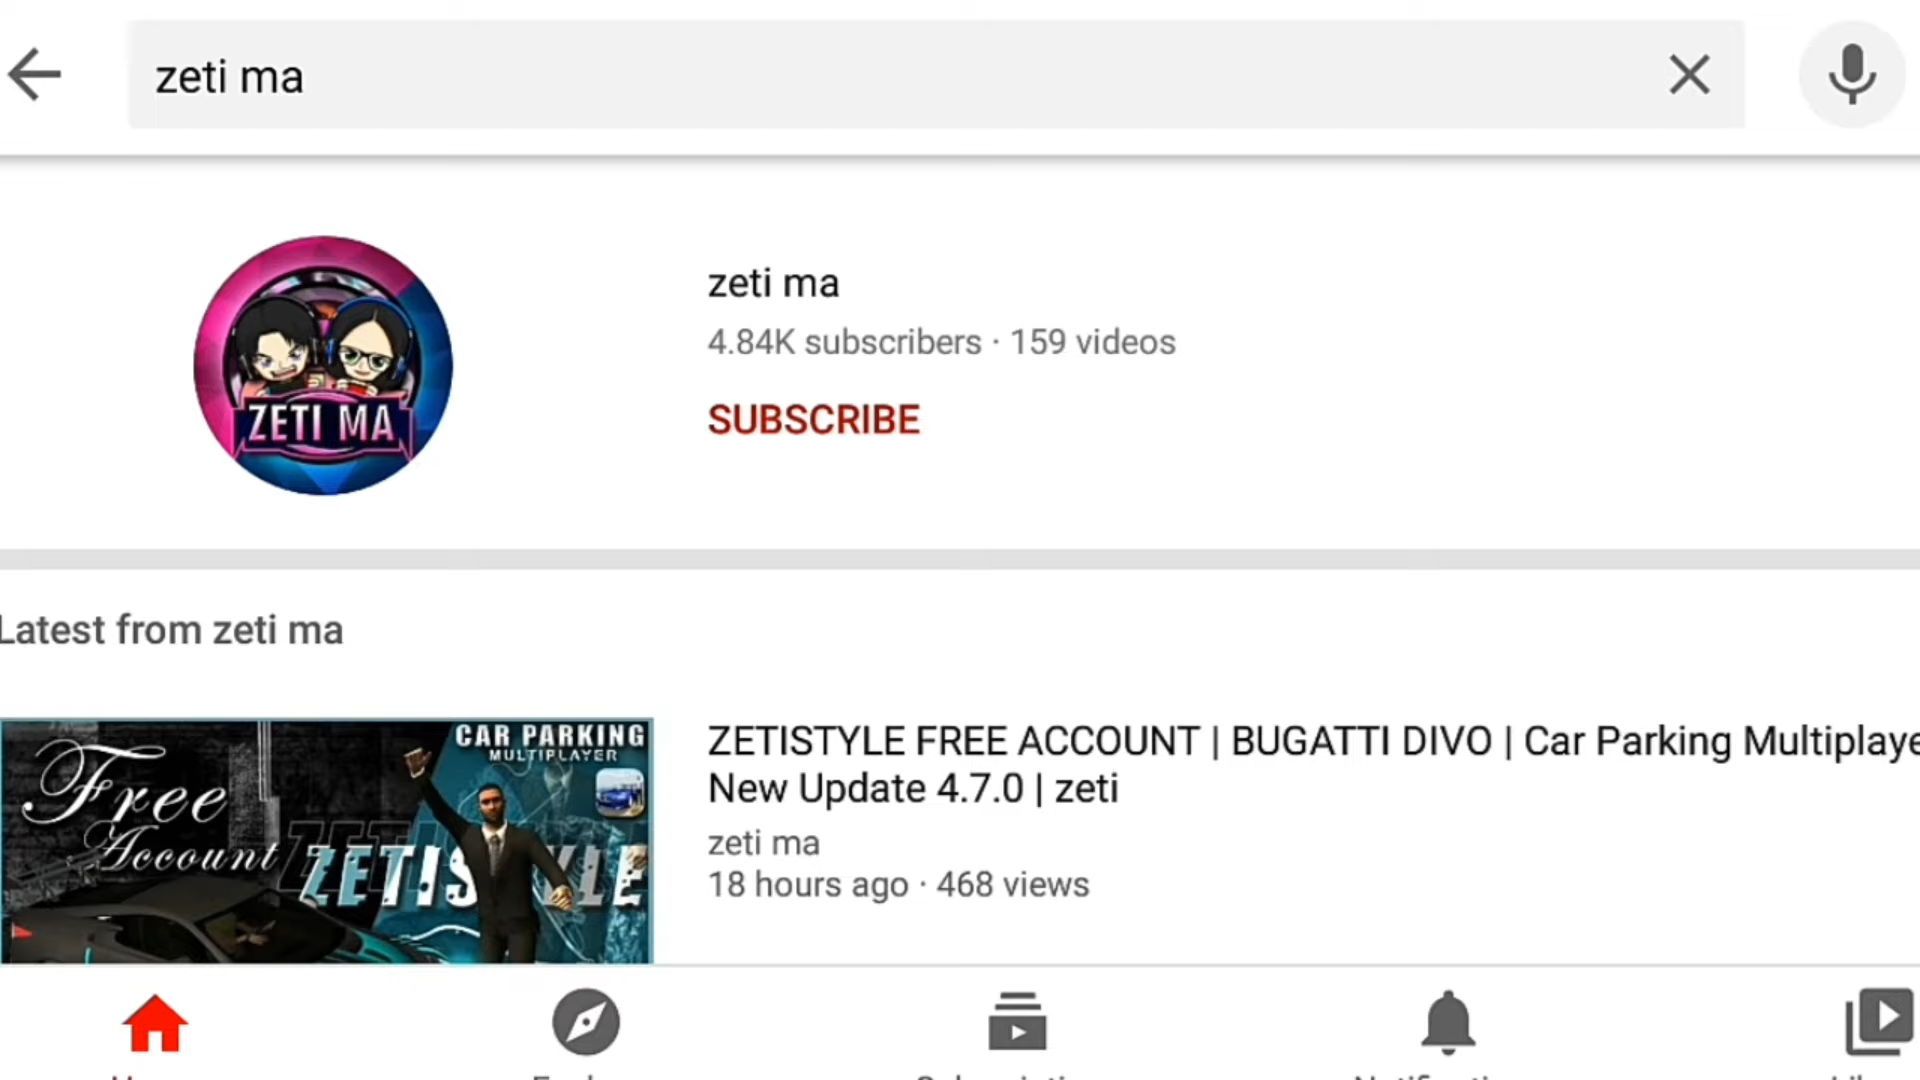 zeti ma
zeti ma
4.84K subscribers · 159 videos
SUBSCRIBE
ZETI MA
Latest from zeti ma
CAR PARKING
MULTIPLAYER
Free
Account
ZETISTYLE FREE ACCOUNT | BUGATTI DIVO | Car Parking Multiplaye
New Update 4.7.0 | zeti
zeti ma
18 hours ago · 468 views